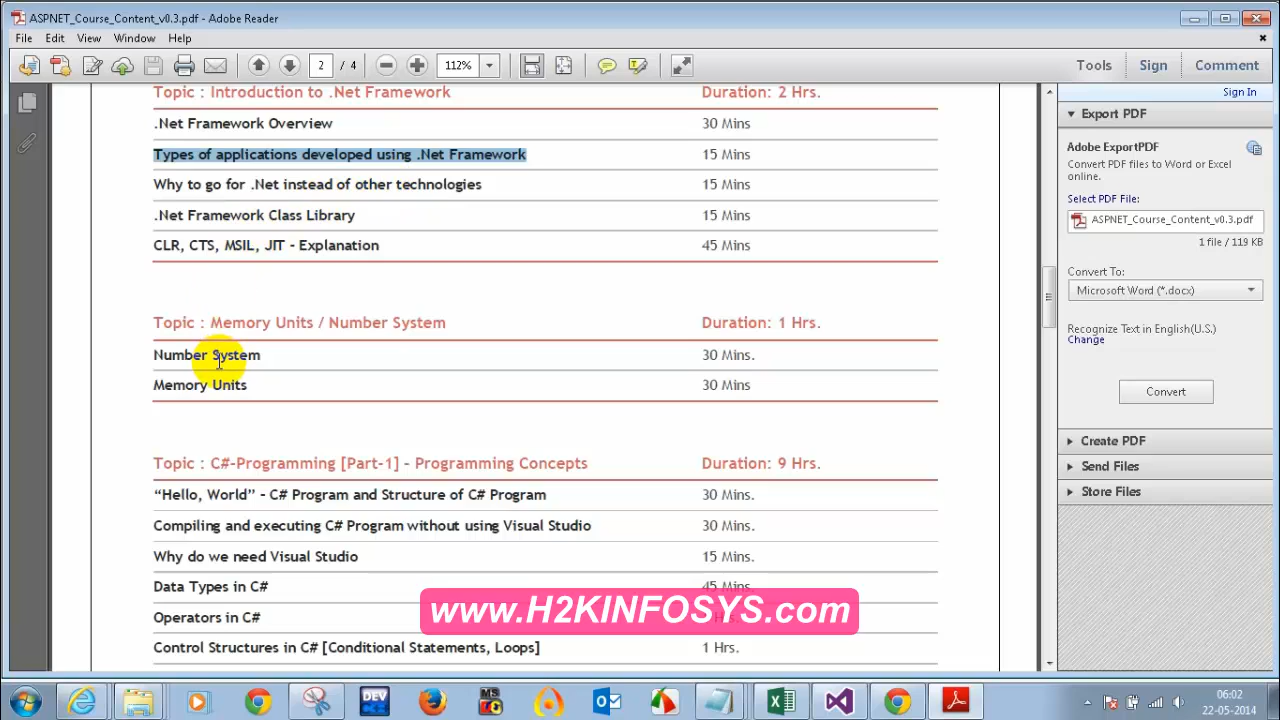 ASPNET_Course_Content_v0.3.pdf - Adobe Reader
File Edit View Window Help
2 / 4 112% Tools Sign Comment
Sign In
Topic : Introduction to .Net Framework Duration: 2 Hrs.
.Net Framework Overview 30 Mins
Types of applications developed using .Net Framework 15 Mins
Why to go for .Net instead of other technologies 15 Mins
.Net Framework Class Library 15 Mins
CLR, CTS, MSIL, JIT - Explanation 45 Mins
Topic : Memory Units / Number System Duration: 1 Hrs.
Number System 30 Mins.
Memory Units 30 Mins
Topic : C#-Programming [Part-1] - Programming Concepts Duration: 9 Hrs.
“Hello, World” - C# Program and Structure of C# Program 30 Mins.
Compiling and executing C# Program without using Visual Studio 30 Mins.
Why do we need Visual Studio 15 Mins.
Data Types in C# 45 Mins.
Operators in C#
Control Structures in C# [Conditional Statements, Loops] 1 Hrs.
www.H2KINFOSYS.com
Export PDF
Adobe ExportPDF
Convert PDF files to Word or Excel
online.
Select PDF File:
ASPNET_Course_Content_v0.3.pdf
1 file / 119 KB
Convert To:
Microsoft Word (*.docx)
Recognize Text in English(U.S.)
Change
Convert
Create PDF
Send Files
Store Files
DEV
MS
06:02
22-05-2014